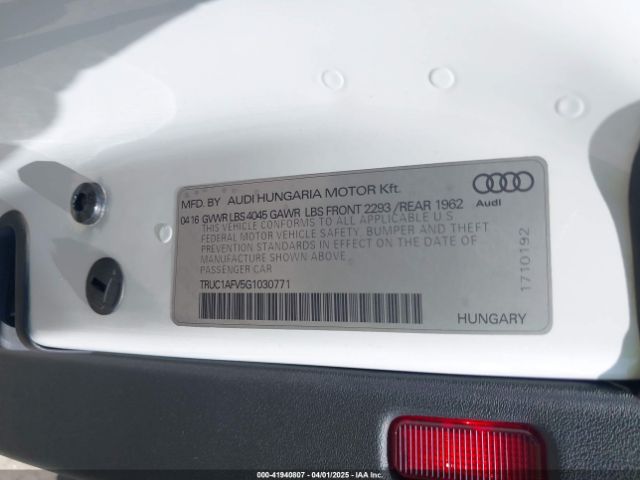 MFD. BY AUDI HUNGARIA MOTOR Kft.
04 16 GVWR LBS 4045 GAWR LBS FRONT 2293 / REAR 1962
THIS VEHICLE CONFORMS TO ALL APPLICABLE U.S.
FEDERAL MOTOR VEHICLE SAFETY, BUMPER AND THEFT
PREVENTION STANDARDS IN EFFECT ON THE DATE OF
MANUFACTURE SHOWN ABOVE.
PASSENGER CAR
TRUC1AFV5G1030771
Audi
1710192
HUNGARY
000-41940807 - 04/01/2025 - IAA Inc.